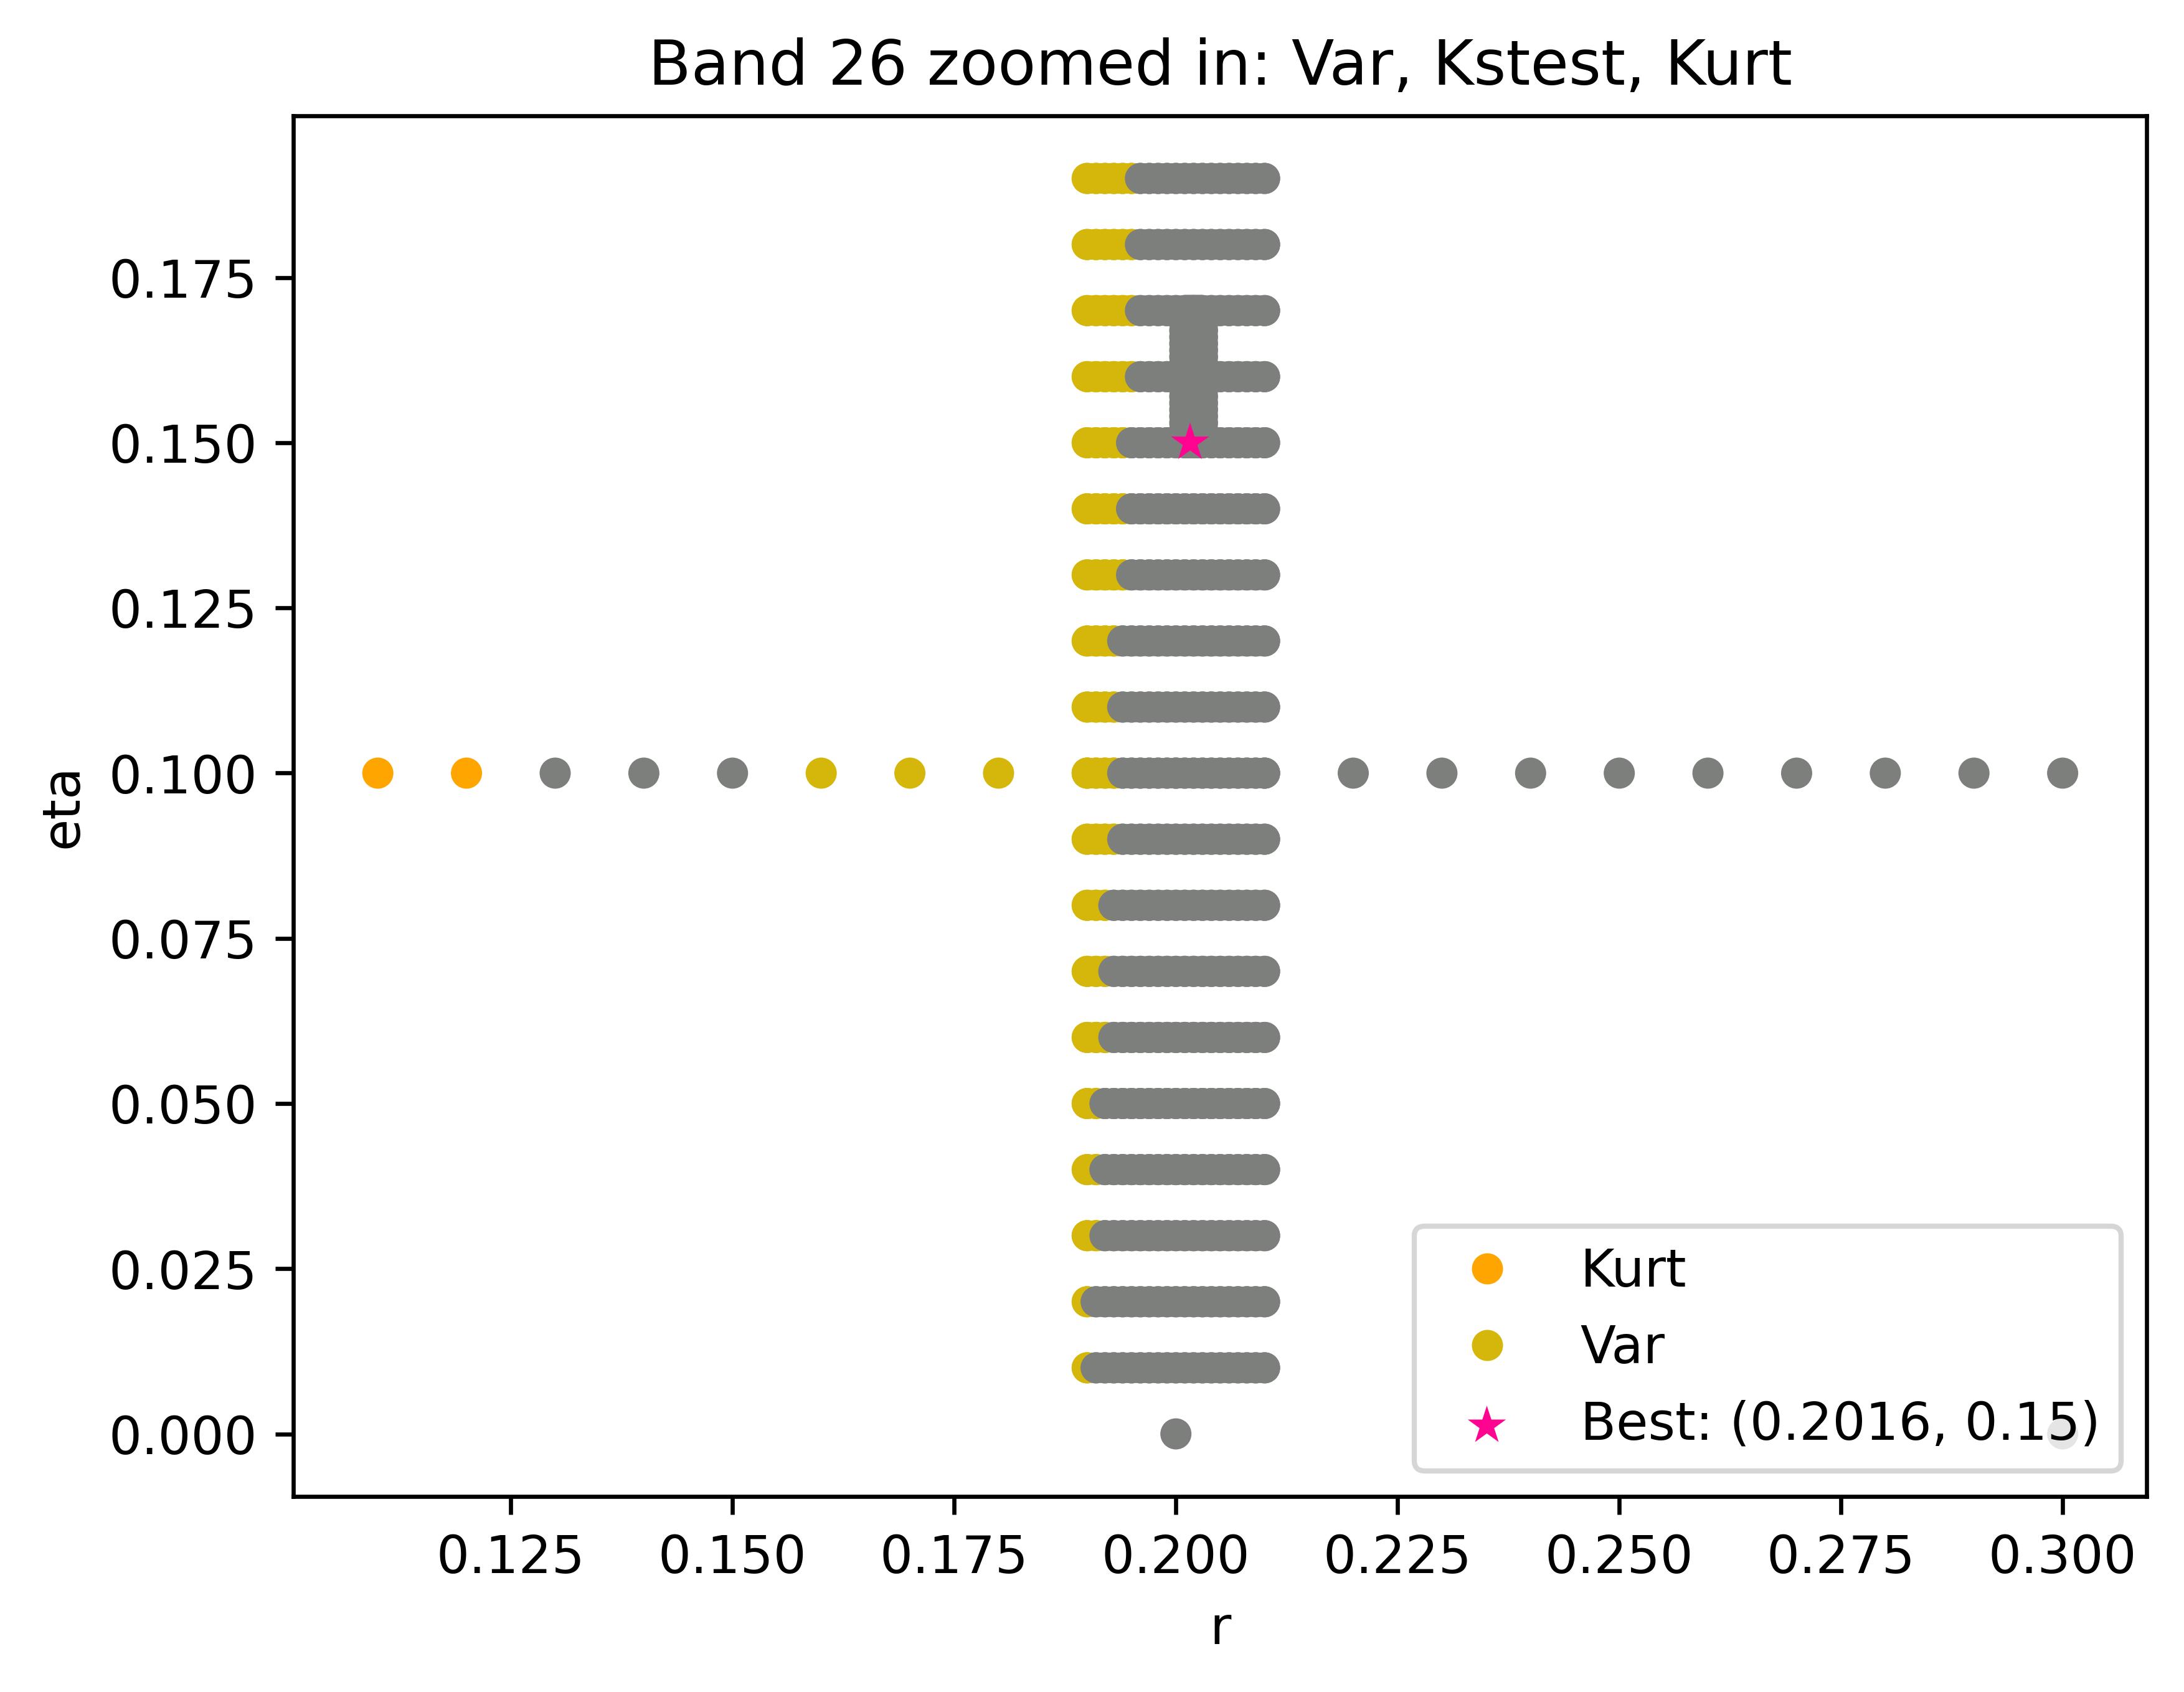 Band 26 zoomed in: Var, Kstest, Kurt
eta
0.175
0.150
0.125
0.100
0.075
0.050
0.025
0.000
Kurt
Var
Best: (0.2016, 0.15)
0.125 0.150 0.175 0.200 0.225 0.250 0.275 0.300
r